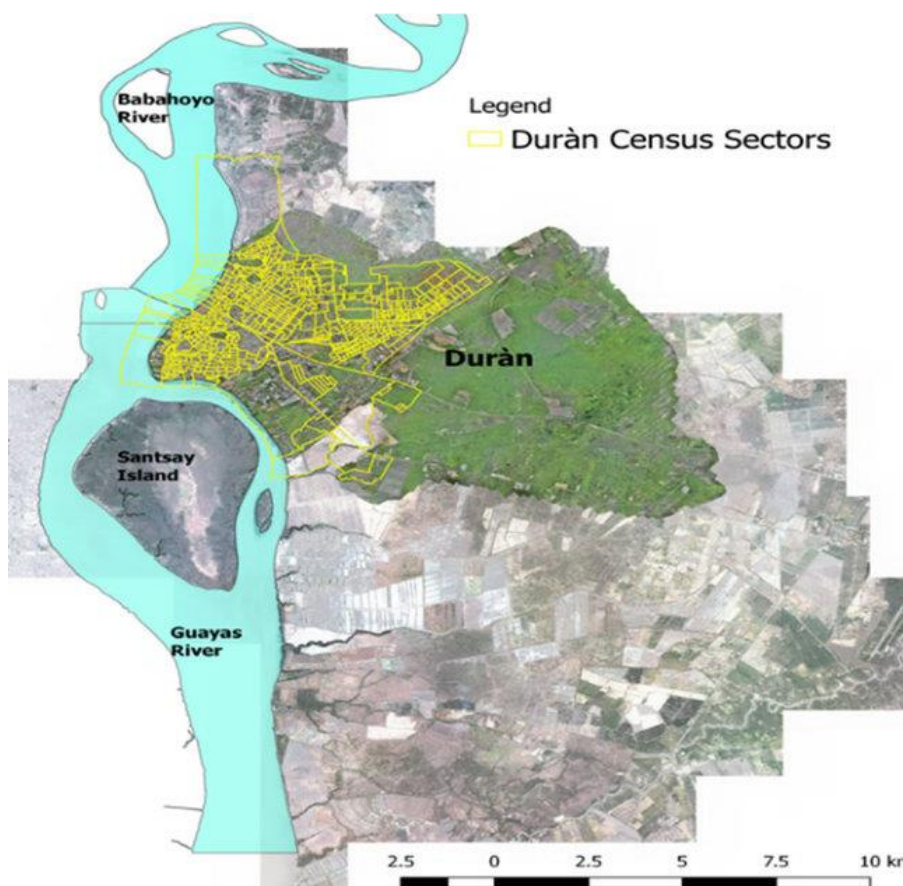 Babahoyo
River
Legend
Duràn Census Sectors
Duràn
Santsay
Island
Guayas
River
2.5 0 2.5 5 7.5 10 km